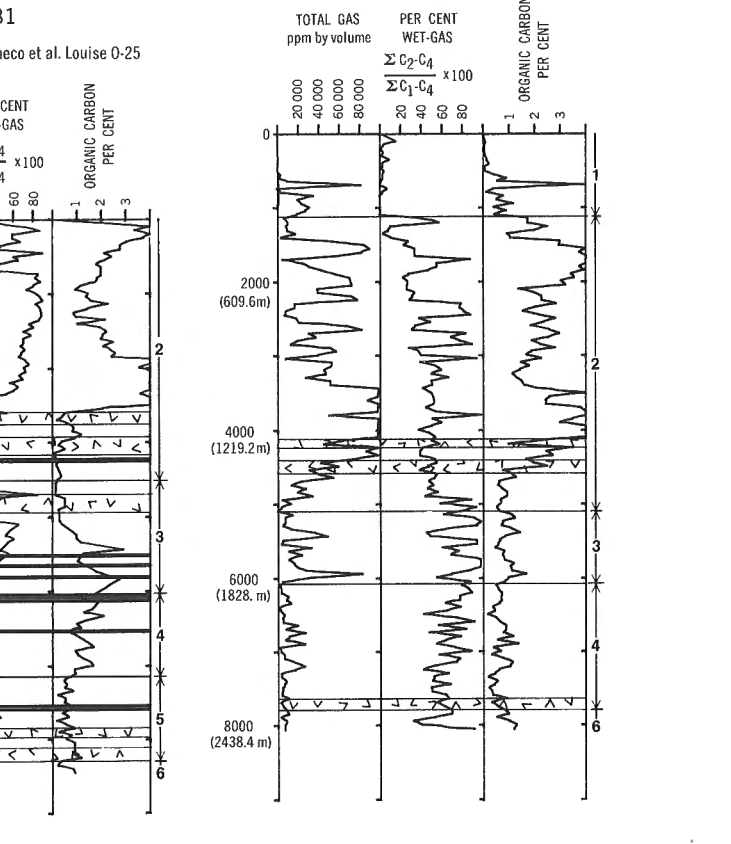 31
neco et al. Louise O-25
CENT
-GAS
4
4
x100
60
80
ORGANIC CARBON
PER CENT
1
2
3
2
3
4
5
6
TOTAL GAS
ppm by volume
20 000
40 000
60 000
80 000
PER CENT
WET-GAS
Σ C2-C4
Σ C1-C4
x100
20
40
60
80
ORGANIC CARBON
PER CENT
1
2
3
0
2000
(609.6m)
4000
(1219.2m)
6000
(1828. m)
8000
(2438.4 m)
1
2
3
4
6